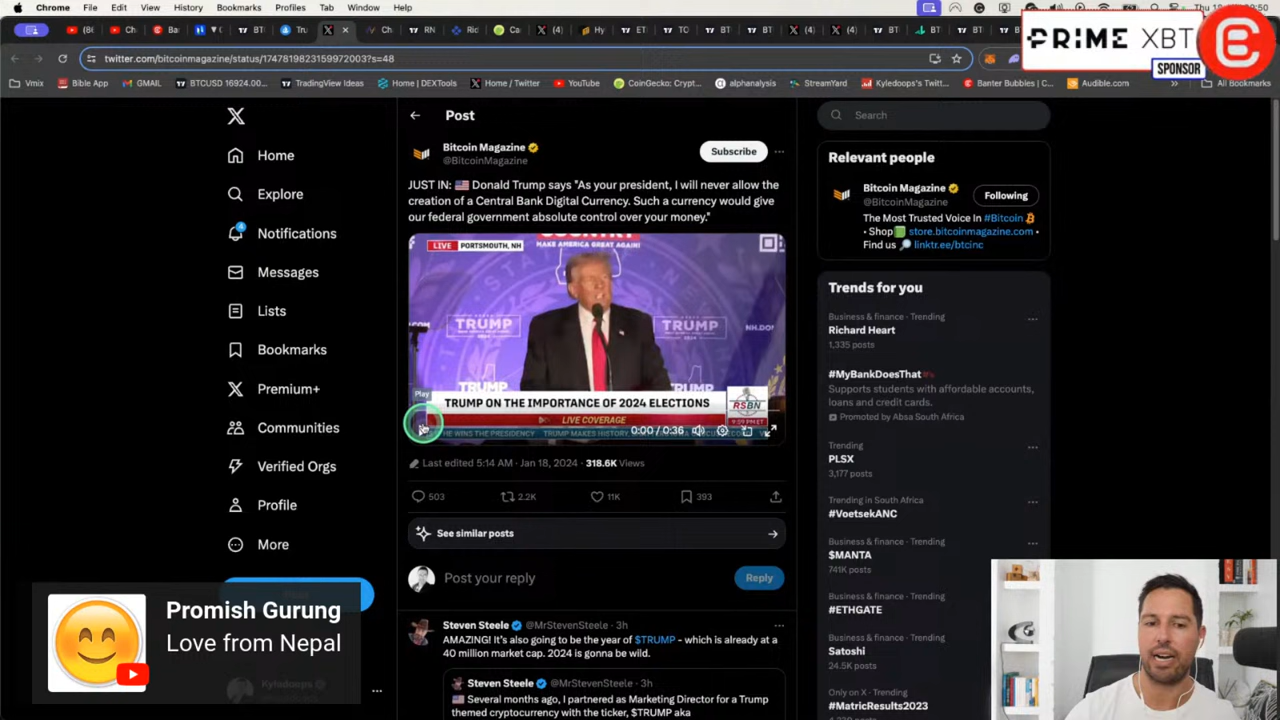 Chrome File Edit View History Bookmarks Profiles Tab Window Help
twitter.com/bitcoinmagazine/status/1747819823159972003?s=48
PRIME XBT
SPONSOR
Vmix Bible App GMAIL BTCUSD 16924.00... TradingView Ideas Home | DEXTools Home / Twitter YouTube CoinGecko: Crypt... alphanalysis StreamYard Kyledoops's Twitt... Banter Bubbles | C... Audible.com All Bookmarks
Post
Search
Home
Explore
4
Notifications
Messages
Lists
Bookmarks
Premium+
Communities
Verified Orgs
Profile
More
Kyledoops
Bitcoin Magazine
@BitcoinMagazine
Subscribe
JUST IN: 🇺🇸 Donald Trump says "As your president, I will never allow the
creation of a Central Bank Digital Currency. Such a currency would give
our federal government absolute control over your money."
COUNTRY
LIVE PORTSMOUTH, NH
MAKE AMERICA GREAT AGAIN!
TRUMP
TRUMP
Play
TRUMP ON THE IMPORTANCE OF 2024 ELECTIONS
RSBN
LIVE COVERAGE
0:00 / 0:36
Last edited 5:14 AM · Jan 18, 2024 · 318.6K Views
503 2.2K 11K 393
See similar posts
Post your reply
Reply
Steven Steele @MrStevenSteele · 3h
AMAZING! It's also going to be the year of $TRUMP - which is already at a
40 million market cap. 2024 is gonna be wild.
Steven Steele @MrStevenSteele · 3h
🇺🇸 Several months ago, I partnered as Marketing Director for a Trump
themed cryptocurrency with the ticker, $TRUMP aka
Relevant people
Bitcoin Magazine
@BitcoinMagazine
Following
The Most Trusted Voice In #Bitcoin
• Shop store.bitcoinmagazine.com •
Find us linktr.ee/btcinc
Trends for you
Business & finance · Trending
Richard Heart
1,335 posts
#MyBankDoesThat
Supports students with affordable accounts,
loans and credit cards.
Promoted by Absa South Africa
Trending
PLSX
3,177 posts
Trending in South Africa
#VoetsekANC
Business & finance · Trending
$MANTA
741K posts
Business & finance · Trending
#ETHGATE
Business & finance · Trending
Satoshi
24.5K posts
Only on X · Trending
#MatricResults2023
Promish Gurung
Love from Nepal